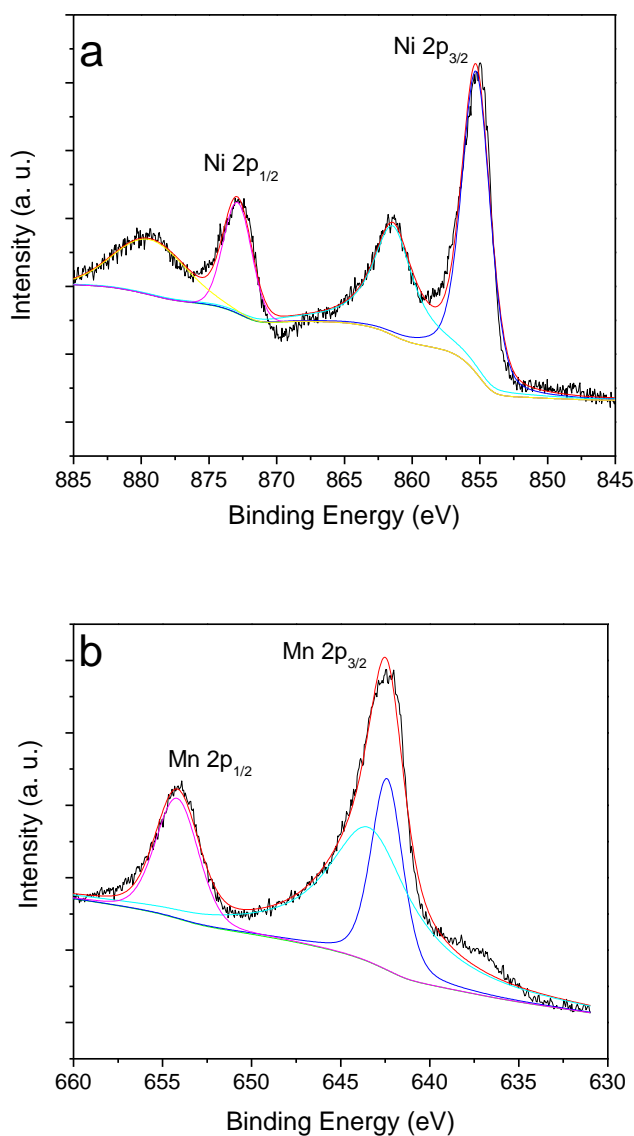 a
Ni 2p3/2
Ni 2p1/2
Intensity (a. u.)
885 880 875 870 865 860 855 850 845
Binding Energy (eV)
b
Mn 2p3/2
Mn 2p1/2
Intensity (a. u.)
660 655 650 645 640 635 630
Binding Energy (eV)